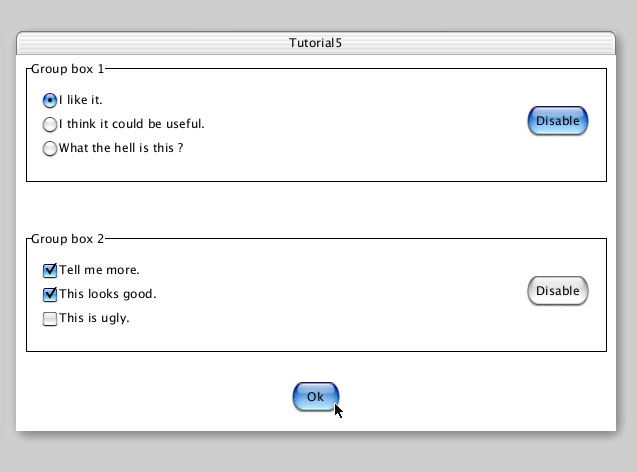 Tutorial5
Group box 1
I like it.
I think it could be useful.
What the hell is this ?
Disable
Group box 2
Tell me more.
This looks good.
This is ugly.
Disable
Ok